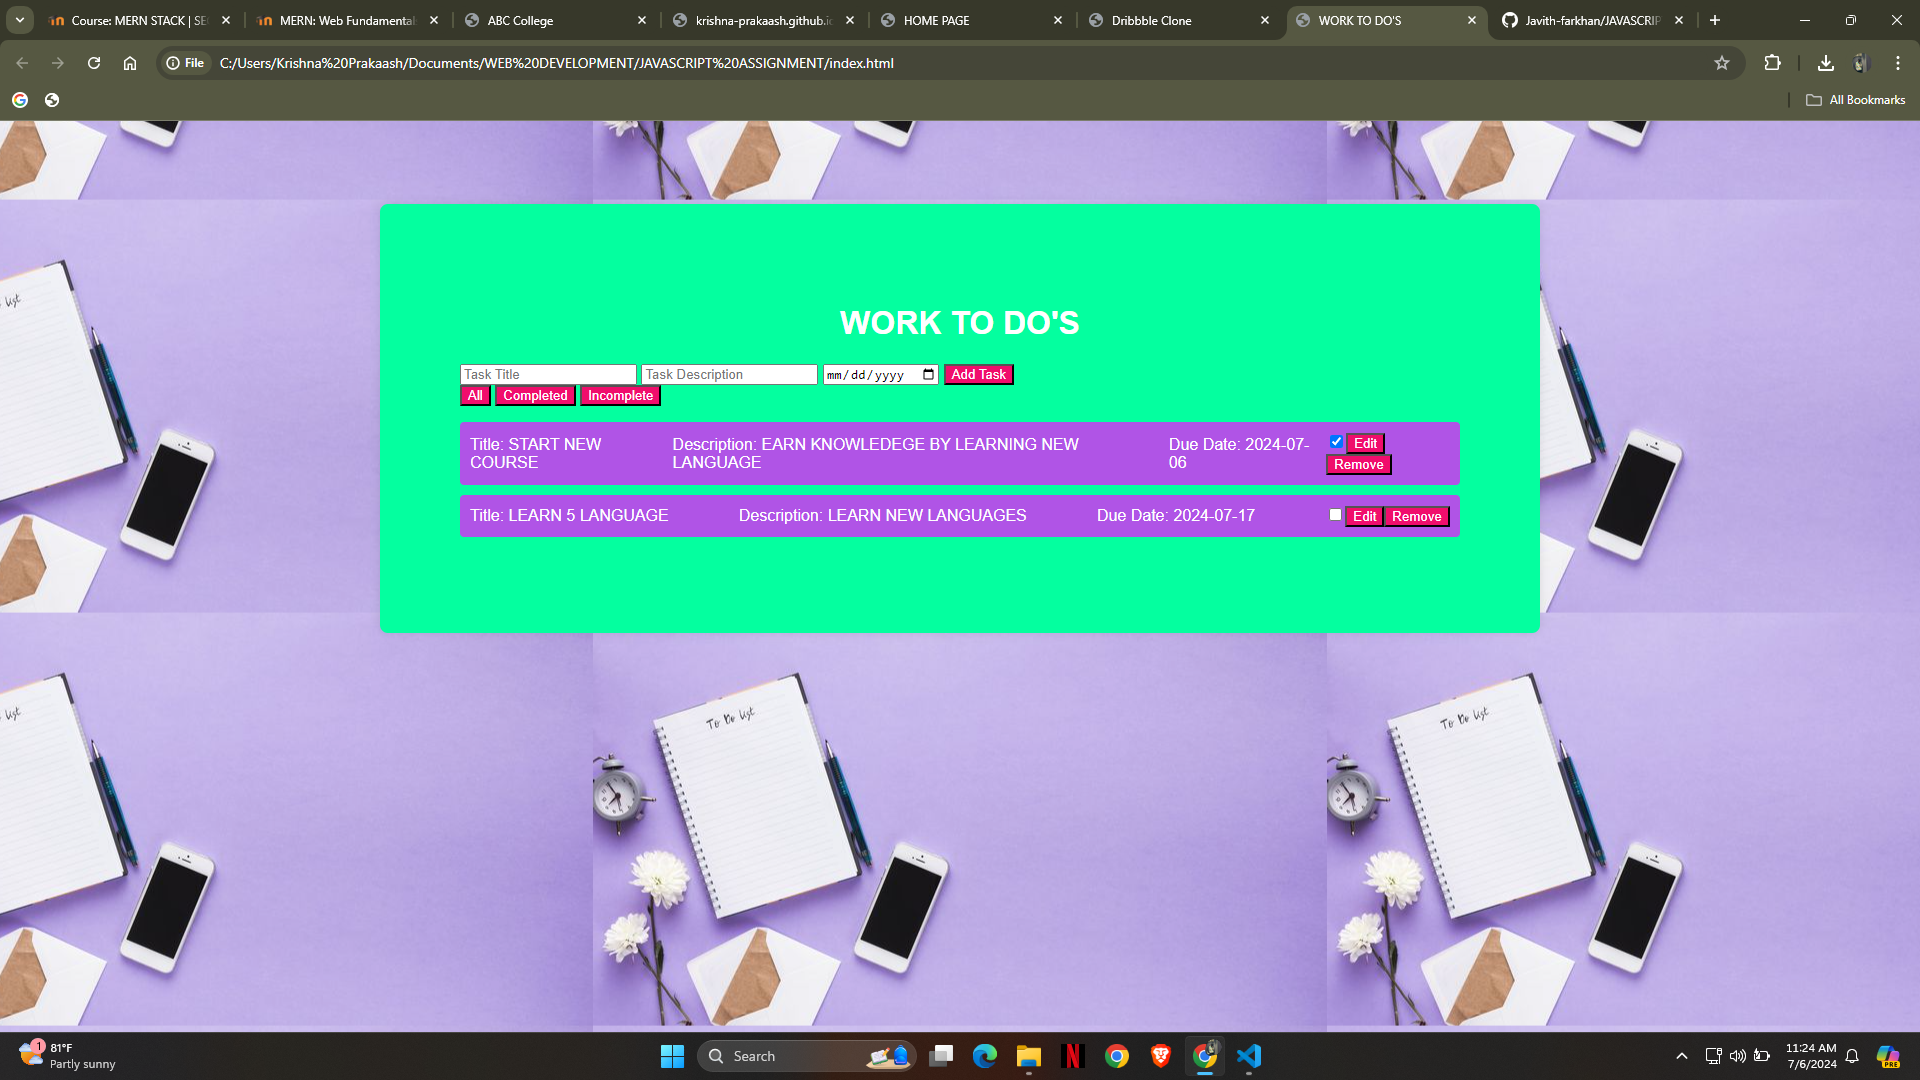 Course: MERN STACK | SE
MERN: Web Fundamental
ABC College
krishna-prakaash.github.io
HOME PAGE
Dribbble Clone
WORK TO DO'S
Javith-farkhan/JAVASCRIP
File C:/Users/Krishna%20Prakaash/Documents/WEB%20DEVELOPMENT/JAVASCRIPT%20ASSIGNMENT/index.html
All Bookmarks
WORK TO DO'S
Task Title Task Description mm/dd/yyyy Add Task
All Completed Incomplete
Title: START NEW
COURSE
Description: EARN KNOWLEDEGE BY LEARNING NEW
LANGUAGE
Due Date: 2024-07-
06
Edit
Remove
Title: LEARN 5 LANGUAGE Description: LEARN NEW LANGUAGES Due Date: 2024-07-17 Edit Remove
list
list
To Do list
To Do list
1
81°F
Partly sunny
Search
11:24 AM
7/6/2024
PRE